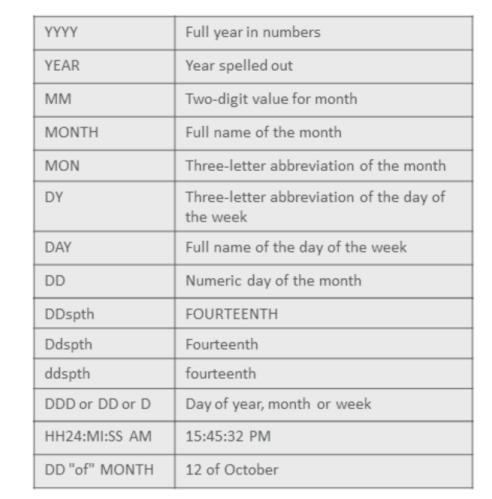 YYYY Full year in numbers
YEAR Year spelled out
MM Two-digit value for month
MONTH Full name of the month
MON Three-letter abbreviation of the month
DY Three-letter abbreviation of the day of
the week
DAY Full name of the day of the week
DD Numeric day of the month
DDspth FOURTEENTH
Ddspth Fourteenth
ddspth fourteenth
DDD or DD or D Day of year, month or week
HH24:MI:SS AM 15:45:32 PM
DD "of" MONTH 12 of October